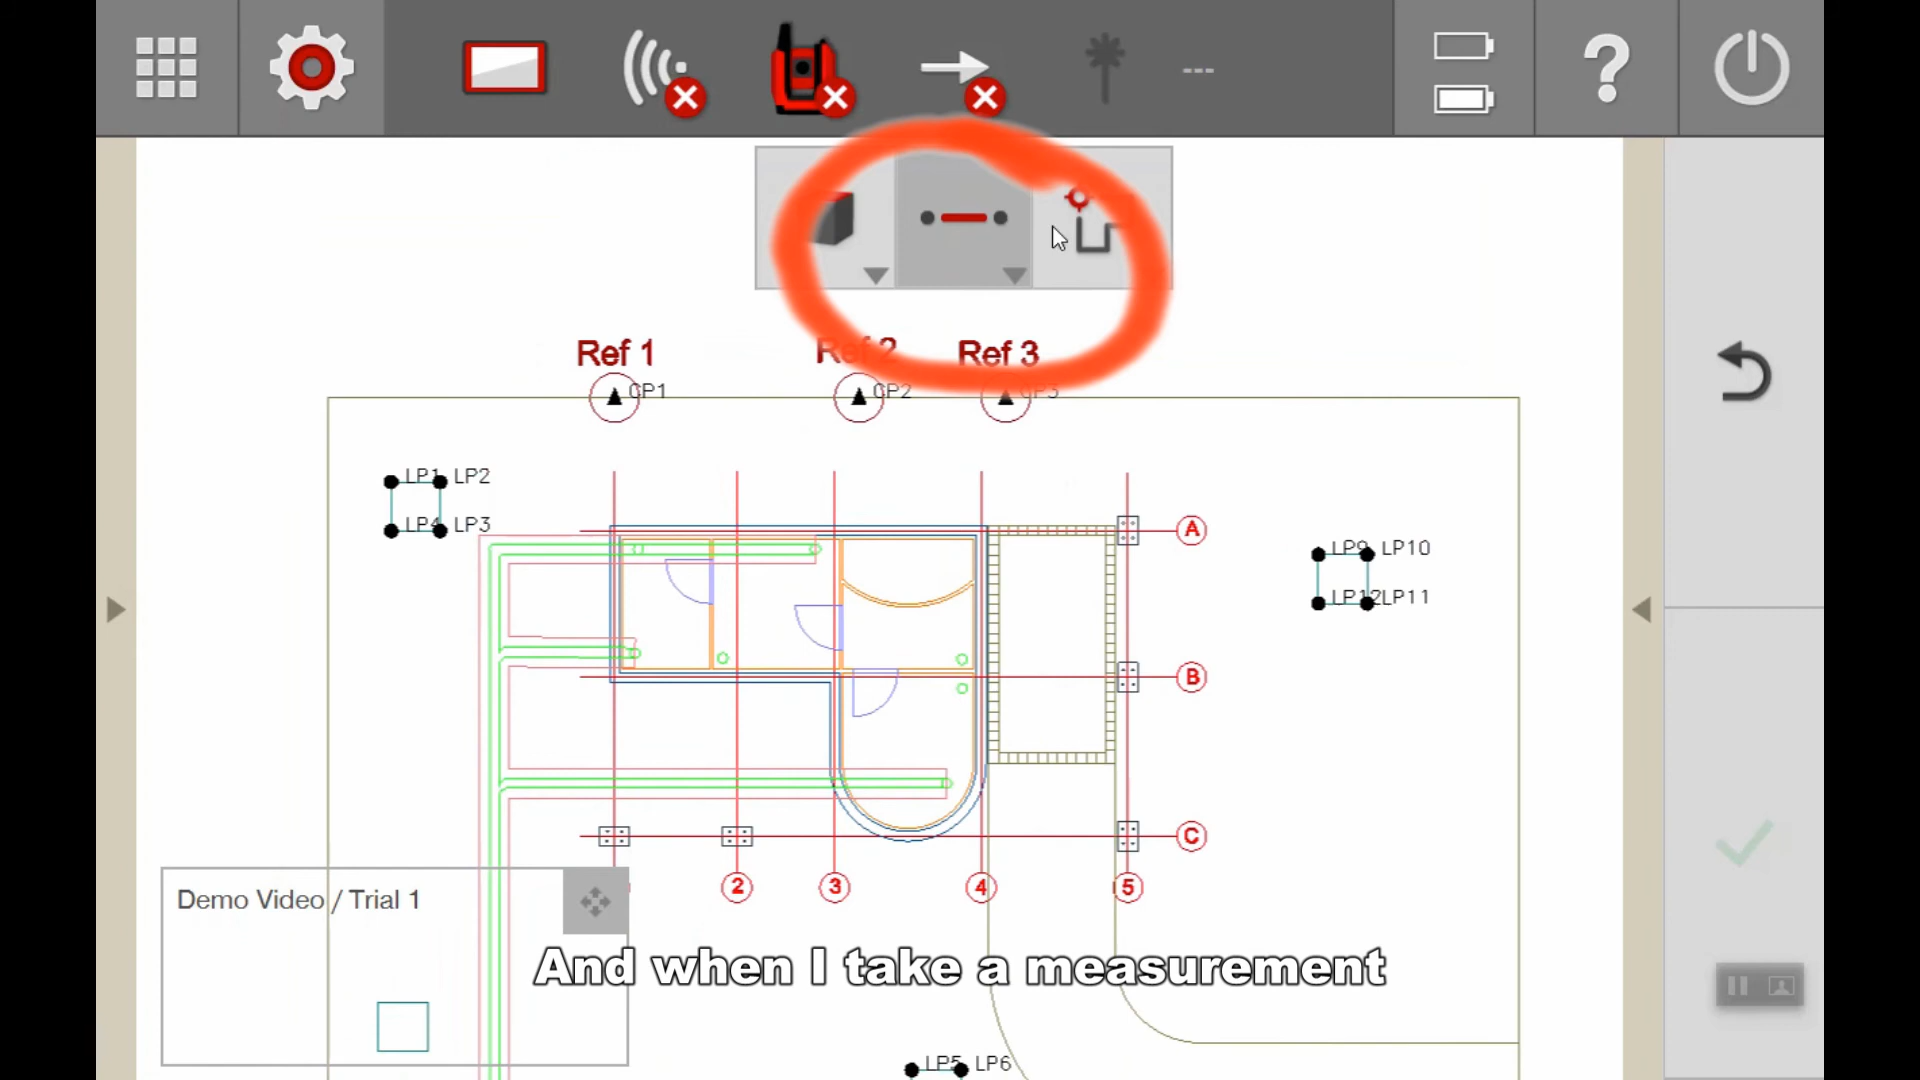 ---
?
Ref 1
Ref 2
Ref 3
CP1
CP2
CP3
LP1
LP2
LP4
LP3
A
LP9
LP10
LP12
LP11
B
C
2
3
4
5
Demo Video / Trial 1
And when I take a measurement
LP5
LP6